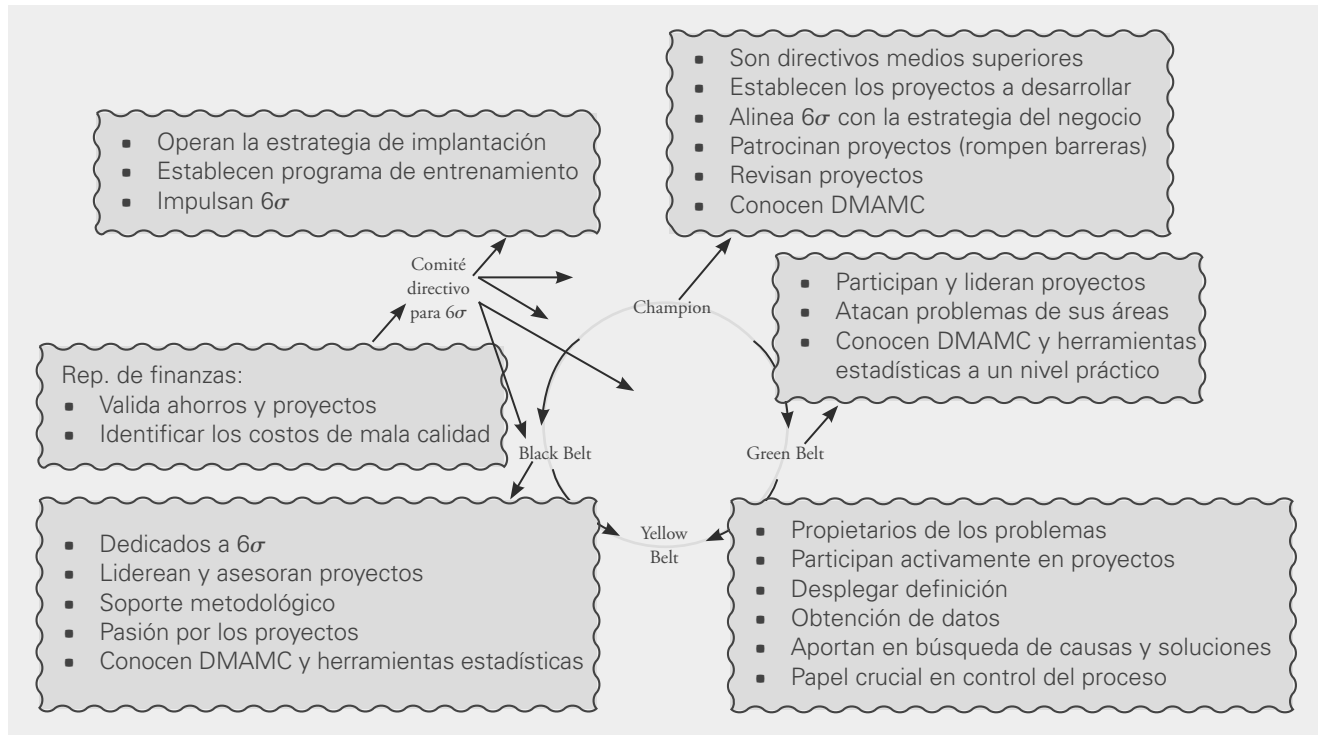 ▪ Son directivos medios superiores
▪ Establecen los proyectos a desarrollar
▪ Alinea 6σ con la estrategia del negocio
▪ Patrocinan proyectos (rompen barreras)
▪ Revisan proyectos
▪ Conocen DMAMC
▪ Operan la estrategia de implantación
▪ Establecen programa de entrenamiento
▪ Impulsan 6σ
Comité
directivo
para 6σ
Champion
▪ Participan y lideran proyectos
▪ Atacan problemas de sus áreas
▪ Conocen DMAMC y herramientas
estadísticas a un nivel práctico
Rep. de finanzas:
▪ Valida ahorros y proyectos
▪ Identificar los costos de mala calidad
Black Belt
Green Belt
▪ Dedicados a 6σ
▪ Liderean y asesoran proyectos
▪ Soporte metodológico
▪ Pasión por los proyectos
▪ Conocen DMAMC y herramientas estadísticas
Yellow
Belt
▪ Propietarios de los problemas
▪ Participan activamente en proyectos
▪ Desplegar definición
▪ Obtención de datos
▪ Aportan en búsqueda de causas y soluciones
▪ Papel crucial en control del proceso